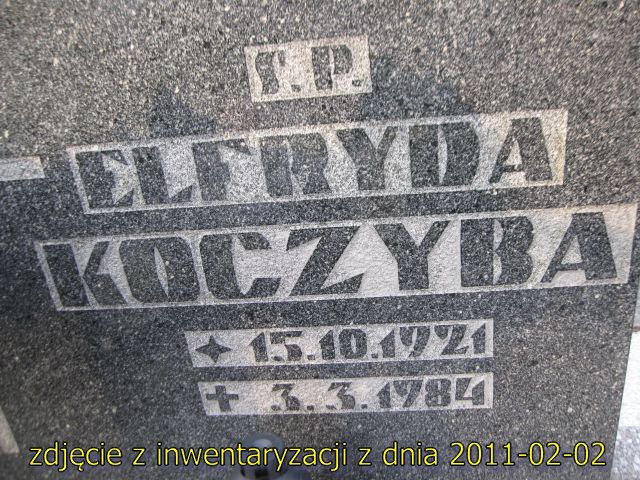 S.P.
ELFRYDA
KOCZYBA
15.10.1921
3.3.1984
zdjęcie z inwentaryzacji z dnia 2011-02-02